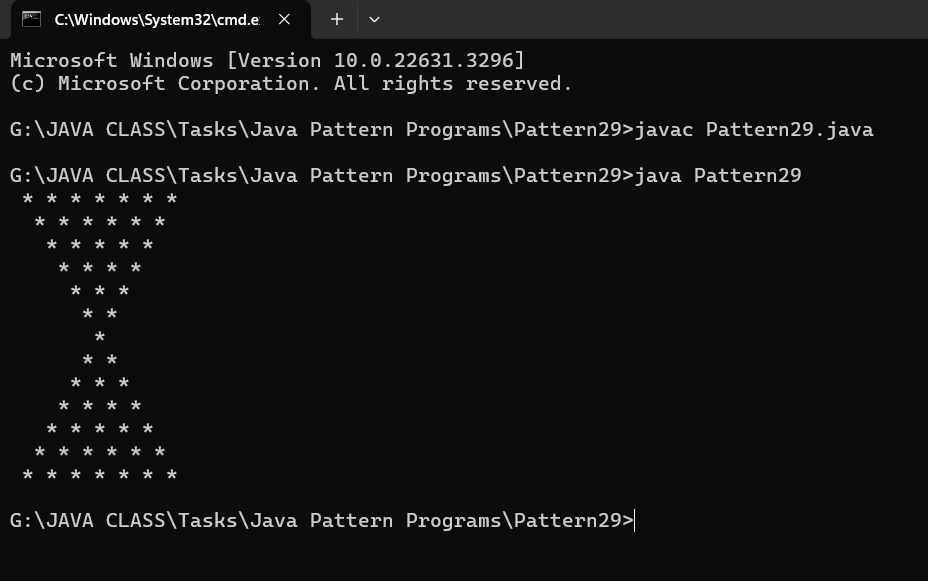 C:\Windows\System32\cmd.e
Microsoft Windows [Version 10.0.22631.3296]
(c) Microsoft Corporation. All rights reserved.
G:\JAVA CLASS\Tasks\Java Pattern Programs\Pattern29>javac Pattern29.java
G:\JAVA CLASS\Tasks\Java Pattern Programs\Pattern29>java Pattern29
 * * * * * * *
  * * * * * *
   * * * * *
    * * * *
     * * *
      * *
       *
      * *
     * * *
    * * * *
   * * * * *
  * * * * * *
 * * * * * * *
G:\JAVA CLASS\Tasks\Java Pattern Programs\Pattern29>